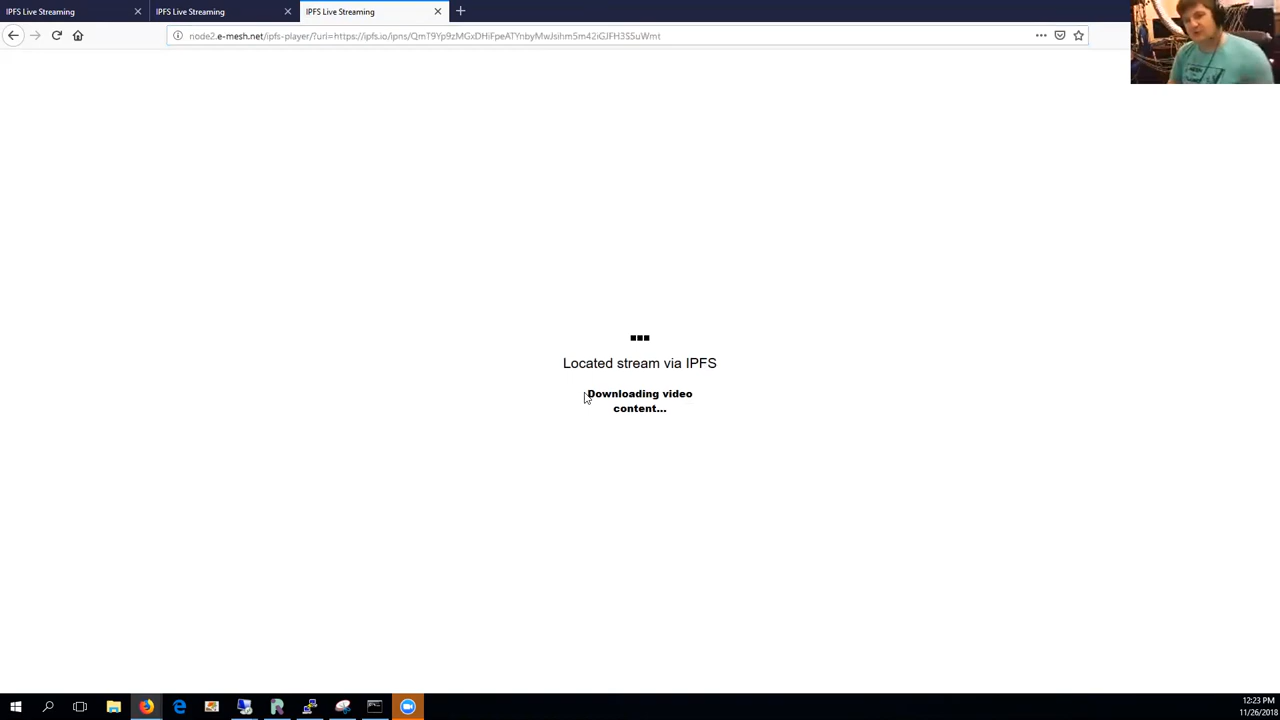 IPFS Live Streaming
IPFS Live Streaming
IPFS Live Streaming
node2.e-mesh.net/ipfs-player/?url=https://ipfs.io/ipns/QmT9Yp9zMGxDHiFpeATYnbyMwJsihm5m42iGJFH3S5uWmt
Located stream via IPFS
Downloading video
content...
12:23 PM
11/26/2018